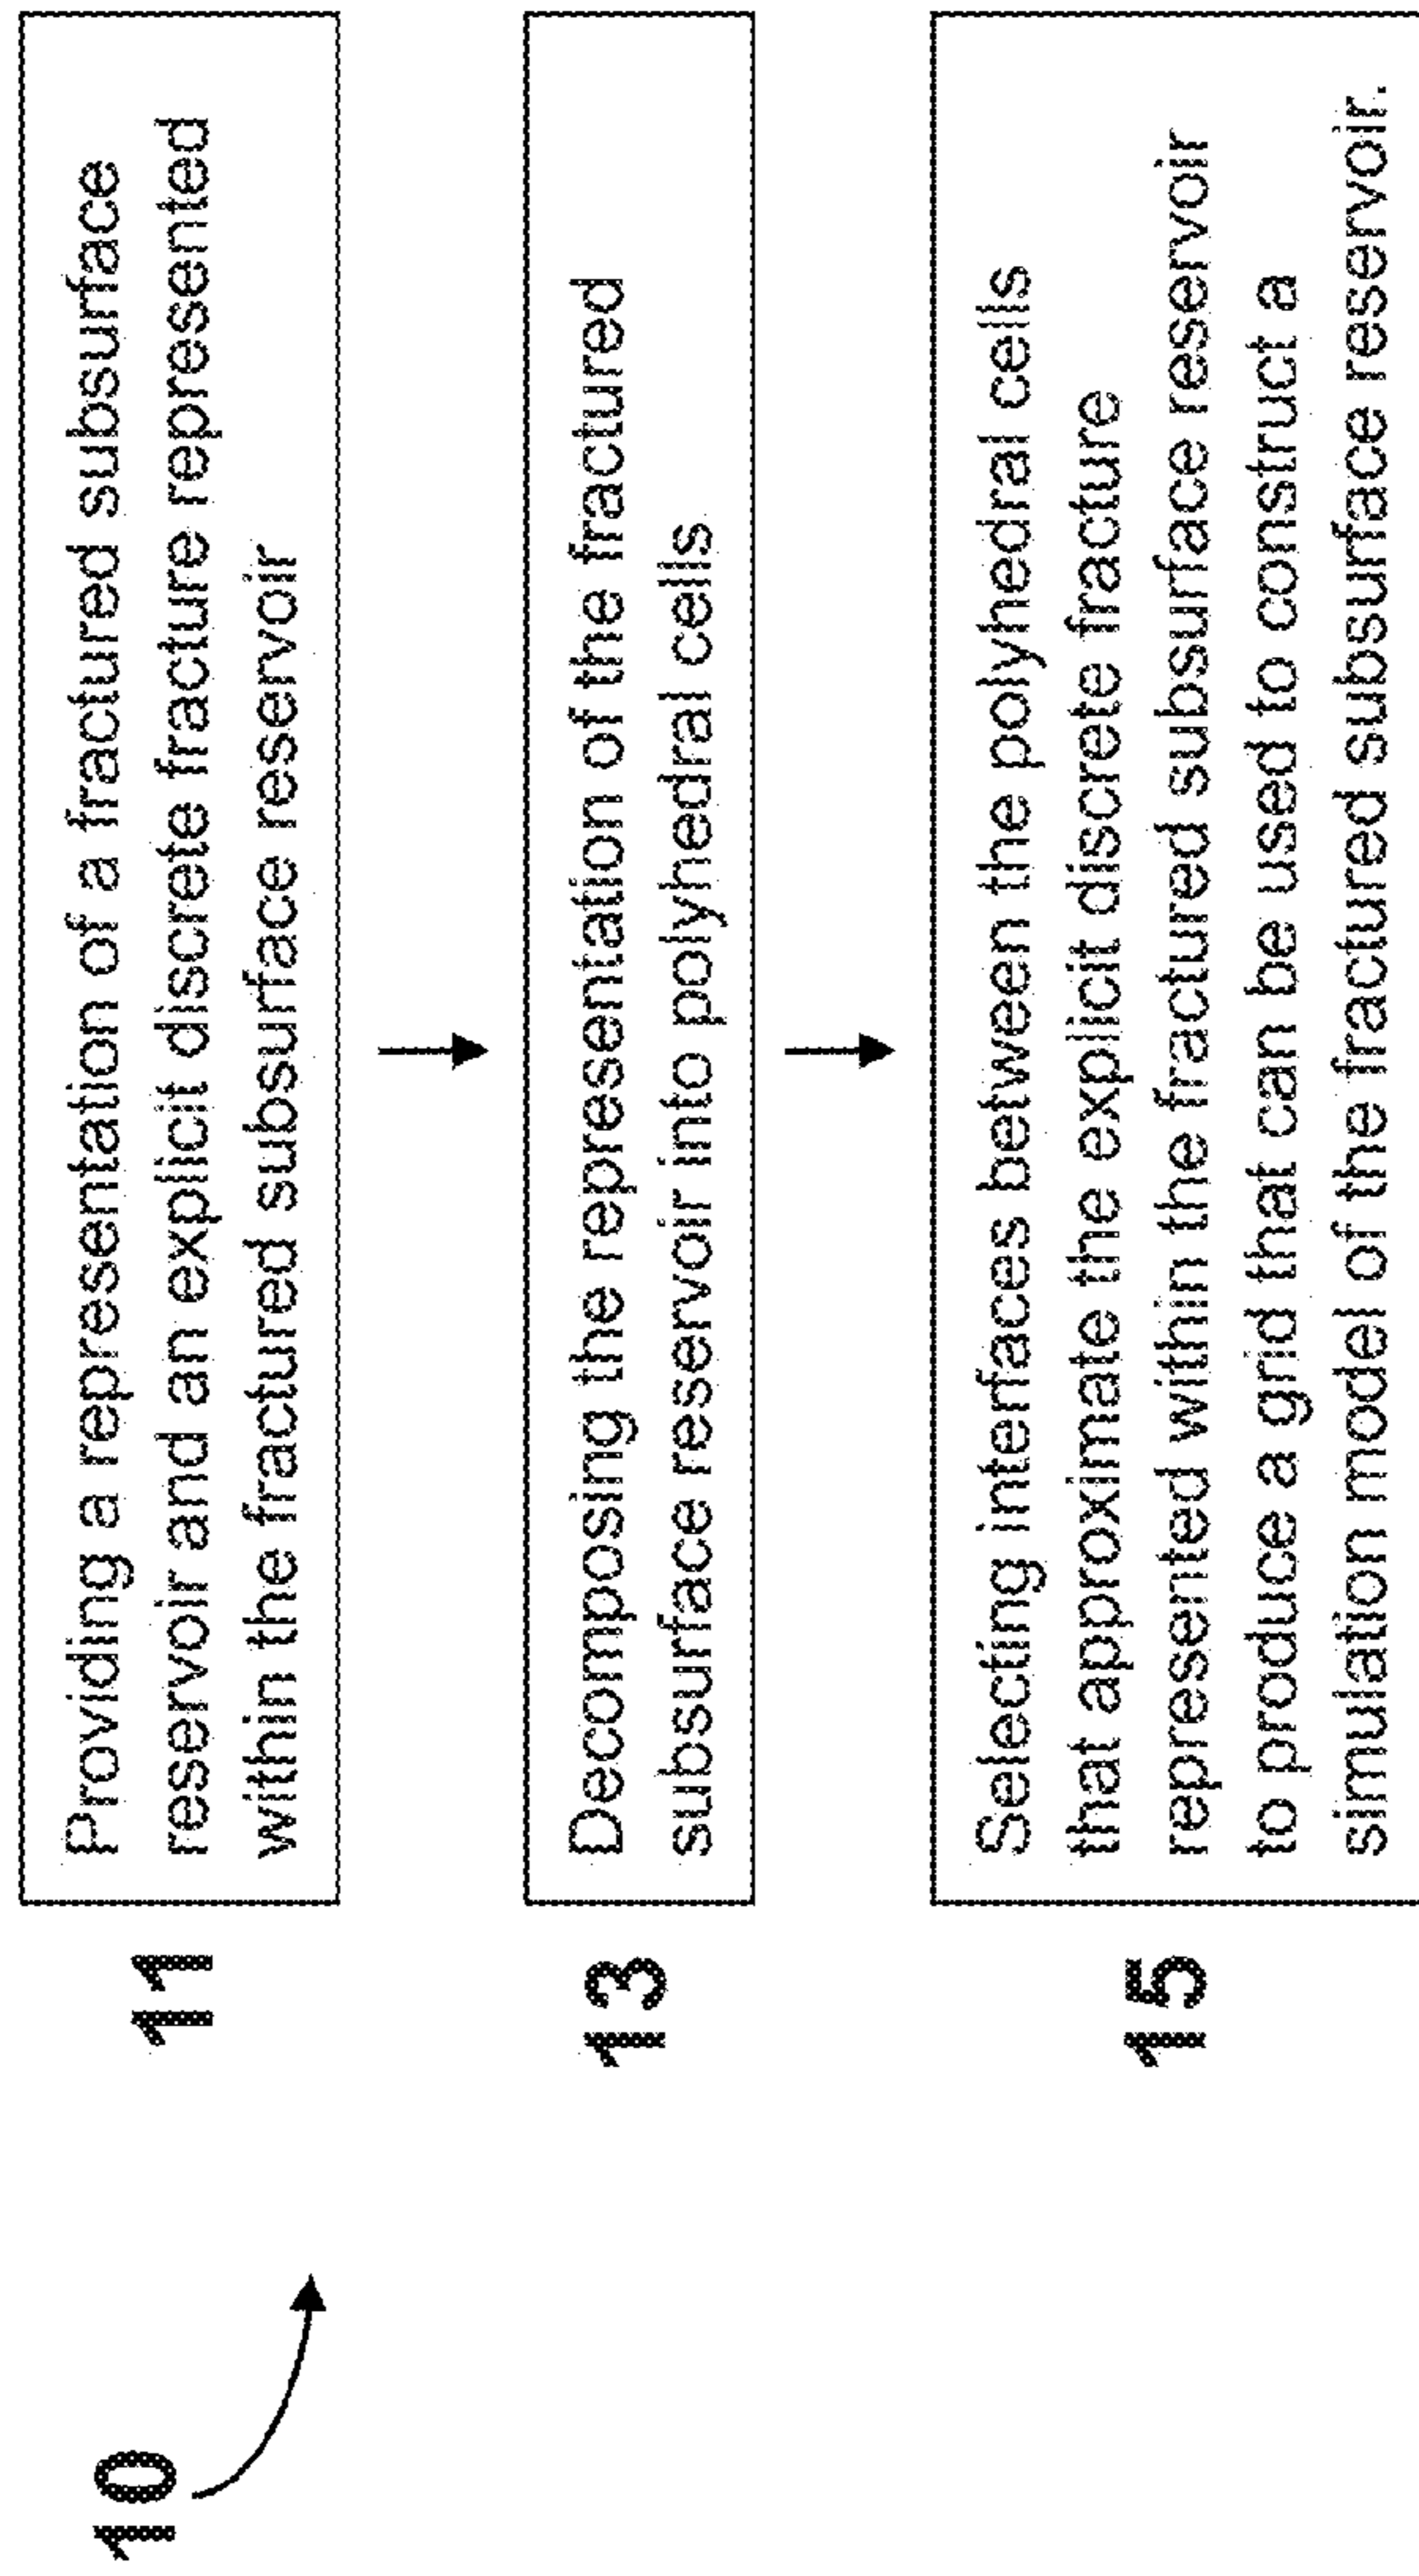 10
11
Providing a representation of a fractured subsurface
reservoir and an explicit discrete fracture represented
within the fractured subsurface reservoir
13
Decomposing the representation of the fractured
subsurface reservoir into polyhedral cells
15
Selecting interfaces between the polyhedral cells
that approximate the explicit discrete fracture
represented within the fractured subsurface reservoir
to produce a grid that can be used to construct a
simulation model of the fractured subsurface reservoir.